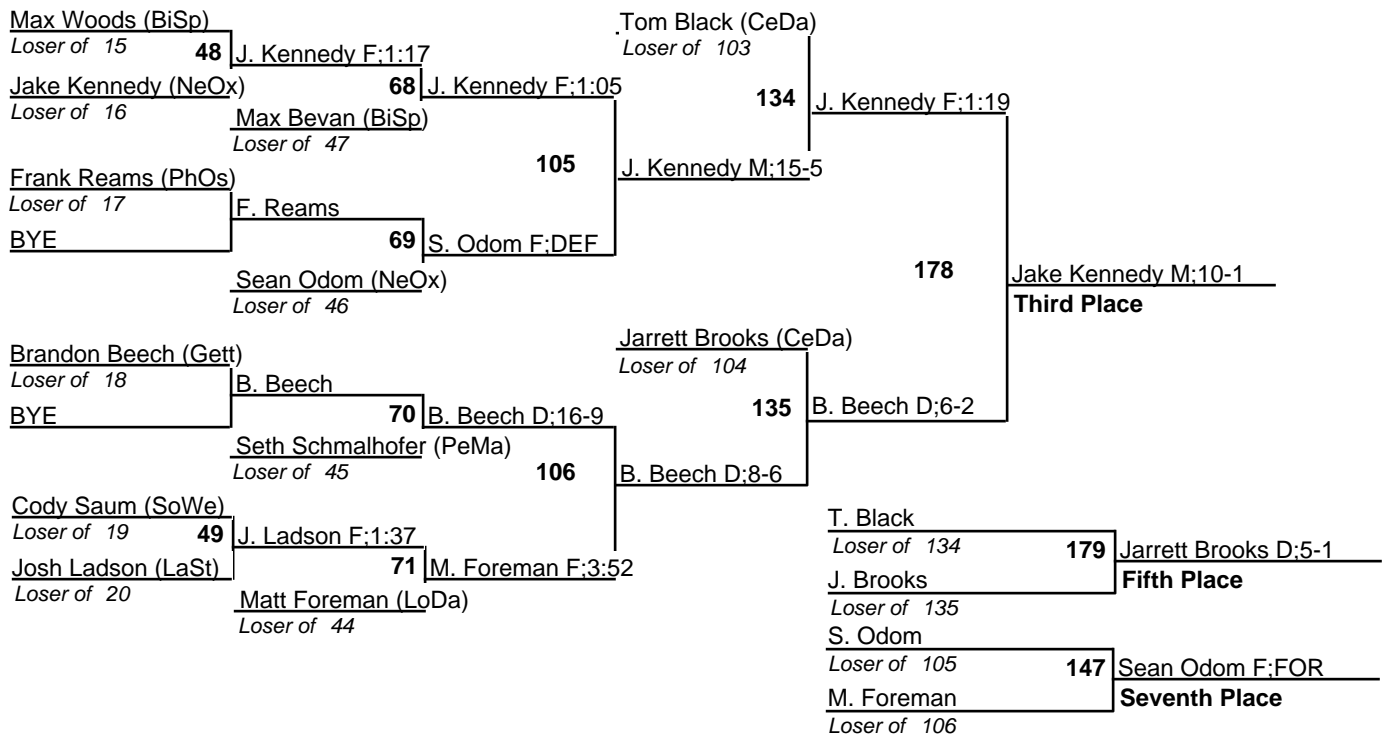 Max Woods (BiSp)
Loser of 15
48
J. Kennedy F;1:17
Jake Kennedy (NeOx)
Loser of 16
68
J. Kennedy F;1:05
Max Bevan (BiSp)
Loser of 47
Frank Reams (PhOs)
Loser of 17
F. Reams
BYE
69
S. Odom F;DEF
Sean Odom (NeOx)
Loser of 46
105
Brandon Beech (Gett)
Loser of 18
B. Beech
BYE
70
B. Beech D;16-9
Seth Schmalhofer (PeMa)
Loser of 45
106
Cody Saum (SoWe)
Loser of 19
49
J. Ladson F;1:37
Josh Ladson (LaSt)
Loser of 20
71
M. Foreman F;3:52
Matt Foreman (LoDa)
Loser of 44
Tom Black (CeDa)
Loser of 103
134
J. Kennedy F;1:19
J. Kennedy M;15-5
178
Jake Kennedy M;10-1
Third Place
Jarrett Brooks (CeDa)
Loser of 104
135
B. Beech D;6-2
B. Beech D;8-6
T. Black
Loser of 134
179
Jarrett Brooks D;5-1
Fifth Place
J. Brooks
Loser of 135
S. Odom
Loser of 105
147
Sean Odom F;FOR
Seventh Place
M. Foreman
Loser of 106